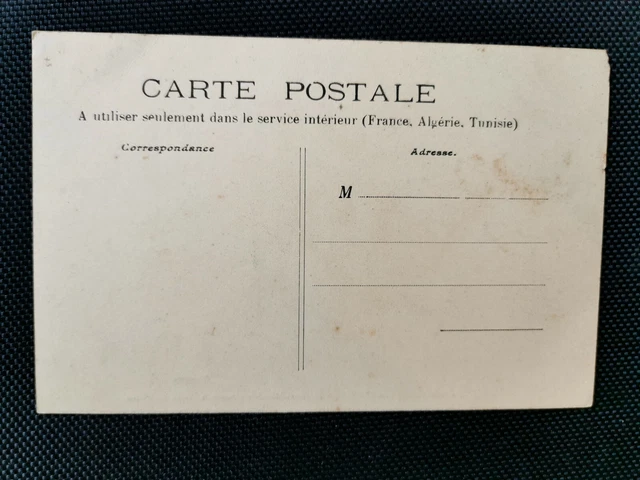 CARTE POSTALE
A utiliser seulement dans le service intérieur (France, Algérie, Tunisie)
Correspondance
Adresse.
M